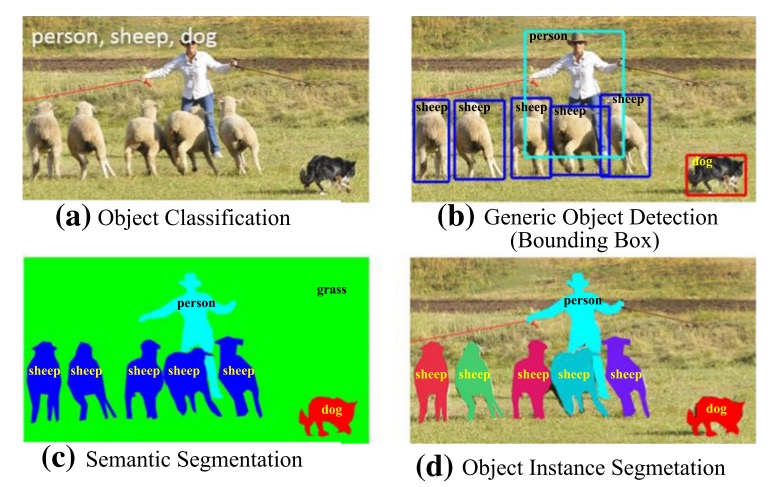 person, sheep, dog
person
sheep
sheep
sheep
sheep
sheep
dog
(a) Object Classification
(b) Generic Object Detection
(Bounding Box)
grass
person
sheep
sheep
sheep
sheep
sheep
dog
person
sheep
sheep
sheep
sheep
sheep
dog
(c) Semantic Segmentation
(d) Object Instance Segmetation